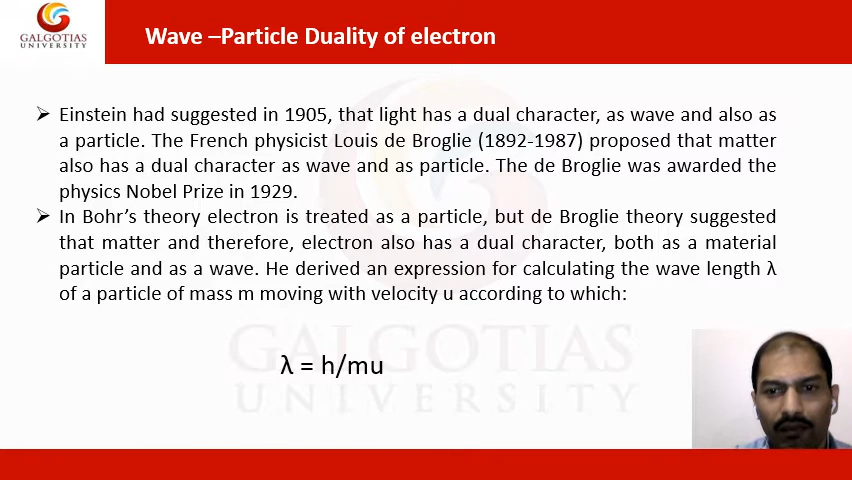 GALGOTIAS
UNIVERSITY
Wave –Particle Duality of electron
➢ Einstein had suggested in 1905, that light has a dual character, as wave and also as
a particle. The French physicist Louis de Broglie (1892-1987) proposed that matter
also has a dual character as wave and as particle. The de Broglie was awarded the
physics Nobel Prize in 1929.
➢ In Bohr’s theory electron is treated as a particle, but de Broglie theory suggested
that matter and therefore, electron also has a dual character, both as a material
particle and as a wave. He derived an expression for calculating the wave length λ
of a particle of mass m moving with velocity u according to which:
GALGOTIAS
λ = h/mu
UNIVERSITY